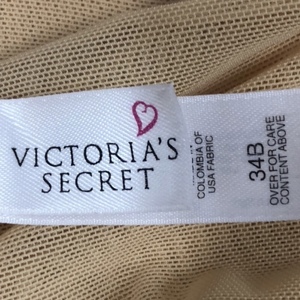 VICTORIA'S
SECRET
COLOMBIA OF
USA FABRIC
34B
OVER FOR CARE
CONTENT ABOVE